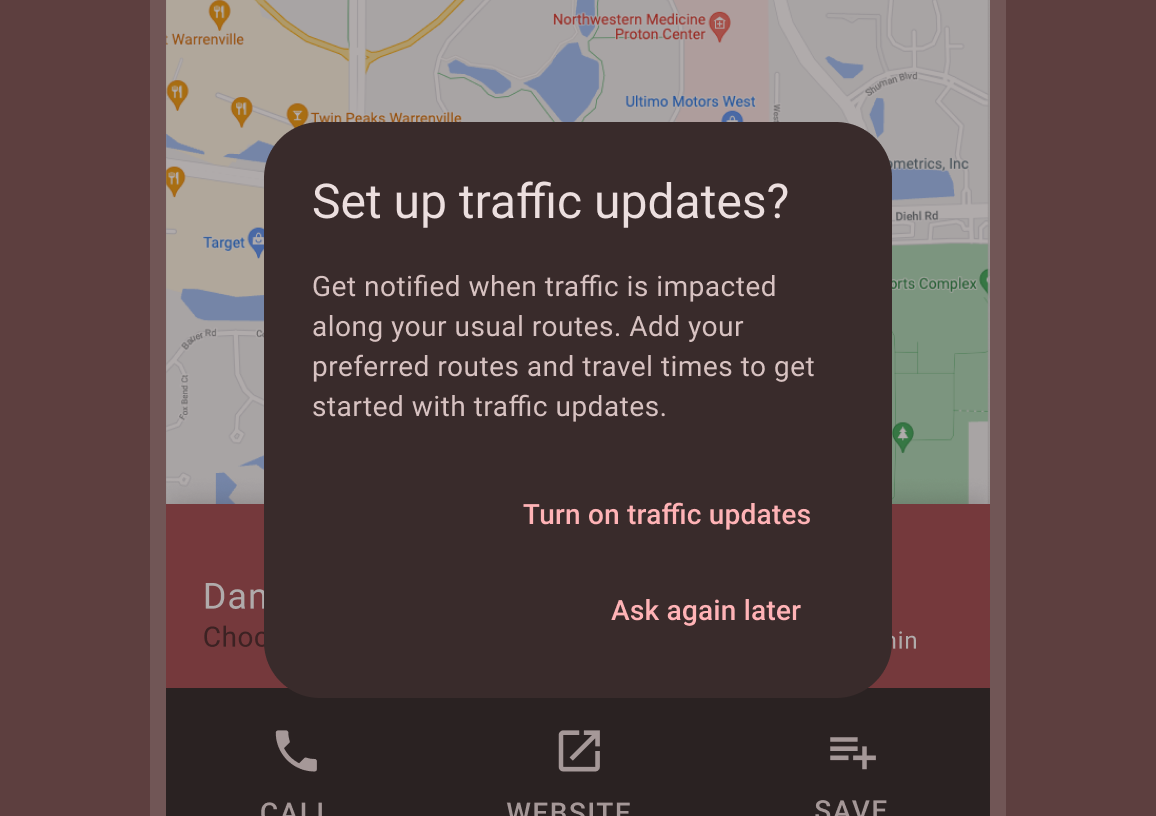 Northwestern Medicine
Proton Center
Warrenville
Ultimo Motors West
Shuman Blvd
Twin Peaks Warrenville
ometrics, Inc
Set up traffic updates?
Diehl Rd
Target
Get notified when traffic is impacted
along your usual routes. Add your
preferred routes and travel times to get
started with traffic updates.
orts Complex
Bauer Rd
Fox Bend Ct
Turn on traffic updates
Dan
Choo
Ask again later
min
CALL
WEBSITE
SAVE